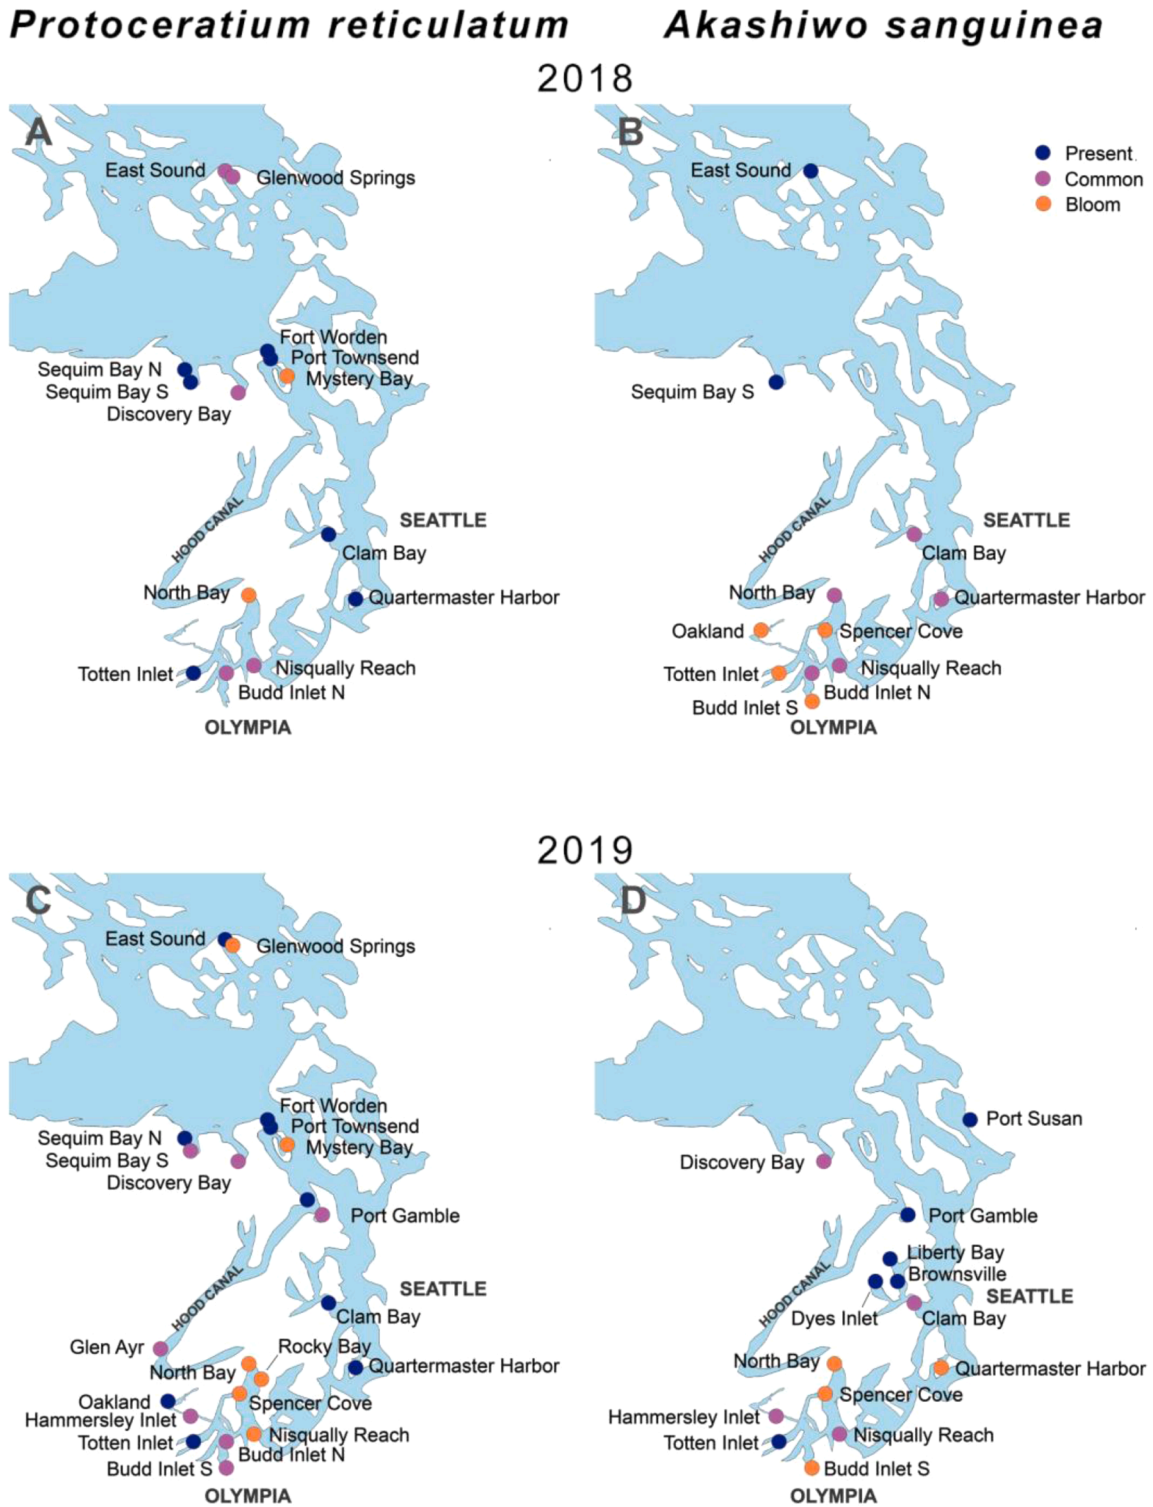 Protoceratium reticulatum
Akashiwo sanguinea
2018
A
East Sound
Glenwood Springs
Fort Worden
Port Townsend
Mystery Bay
Sequim Bay N
Sequim Bay S
Discovery Bay
HOOD CANAL
SEATTLE
Clam Bay
North Bay
Quartermaster Harbor
Totten Inlet
Nisqually Reach
Budd Inlet N
OLYMPIA
B
Present
Common
Bloom
East Sound
Sequim Bay S
HOOD CANAL
SEATTLE
Clam Bay
North Bay
Quartermaster Harbor
Oakland
Spencer Cove
Totten Inlet
Nisqually Reach
Budd Inlet N
Budd Inlet S
OLYMPIA
2019
C
East Sound
Glenwood Springs
Fort Worden
Port Townsend
Mystery Bay
Sequim Bay N
Sequim Bay S
Discovery Bay
Port Gamble
HOOD CANAL
SEATTLE
Clam Bay
Glen Ayr
Rocky Bay
North Bay
Quartermaster Harbor
Oakland
Spencer Cove
Hammersley Inlet
Nisqually Reach
Totten Inlet
Budd Inlet N
Budd Inlet S
OLYMPIA
D
Port Susan
Discovery Bay
Port Gamble
Liberty Bay
Brownsville
HOOD CANAL
SEATTLE
Dyes Inlet
Clam Bay
North Bay
Quartermaster Harbor
Spencer Cove
Hammersley Inlet
Nisqually Reach
Totten Inlet
Budd Inlet S
OLYMPIA